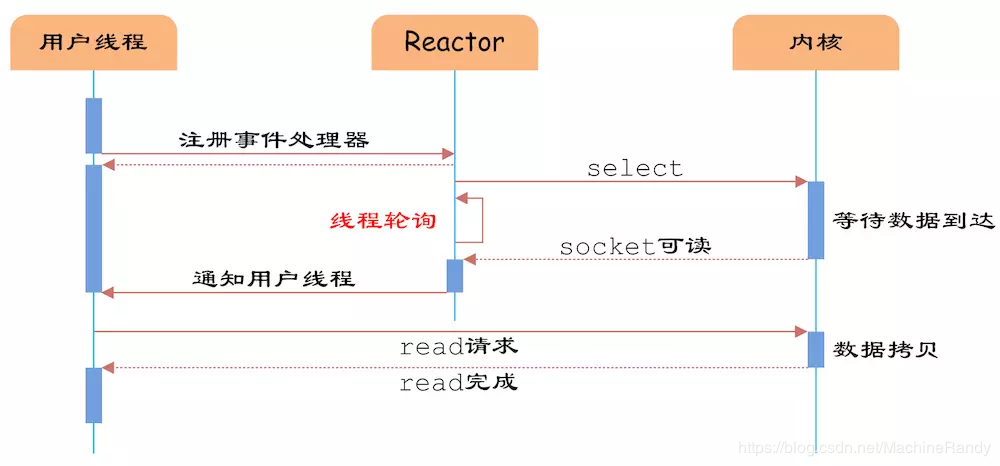 用户线程
Reactor
内核
注册事件处理器
select
线程轮询
等待数据到达
socket可读
通知用户线程
read请求
数据拷贝
read完成
https://blog.csdn.net/MachineRandy